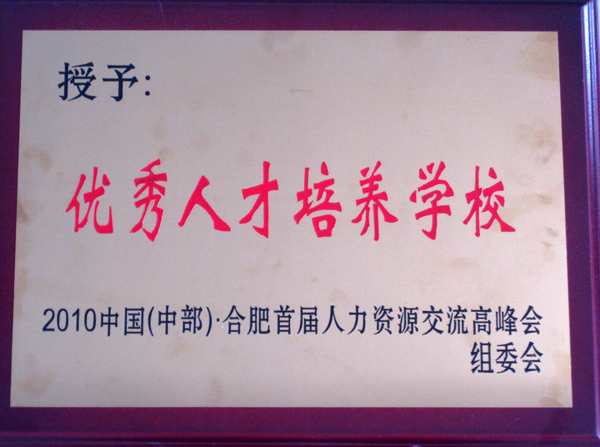 授予:
优秀人才培养学校
2010中国(中部)·合肥首届人力资源交流高峰会
组委会